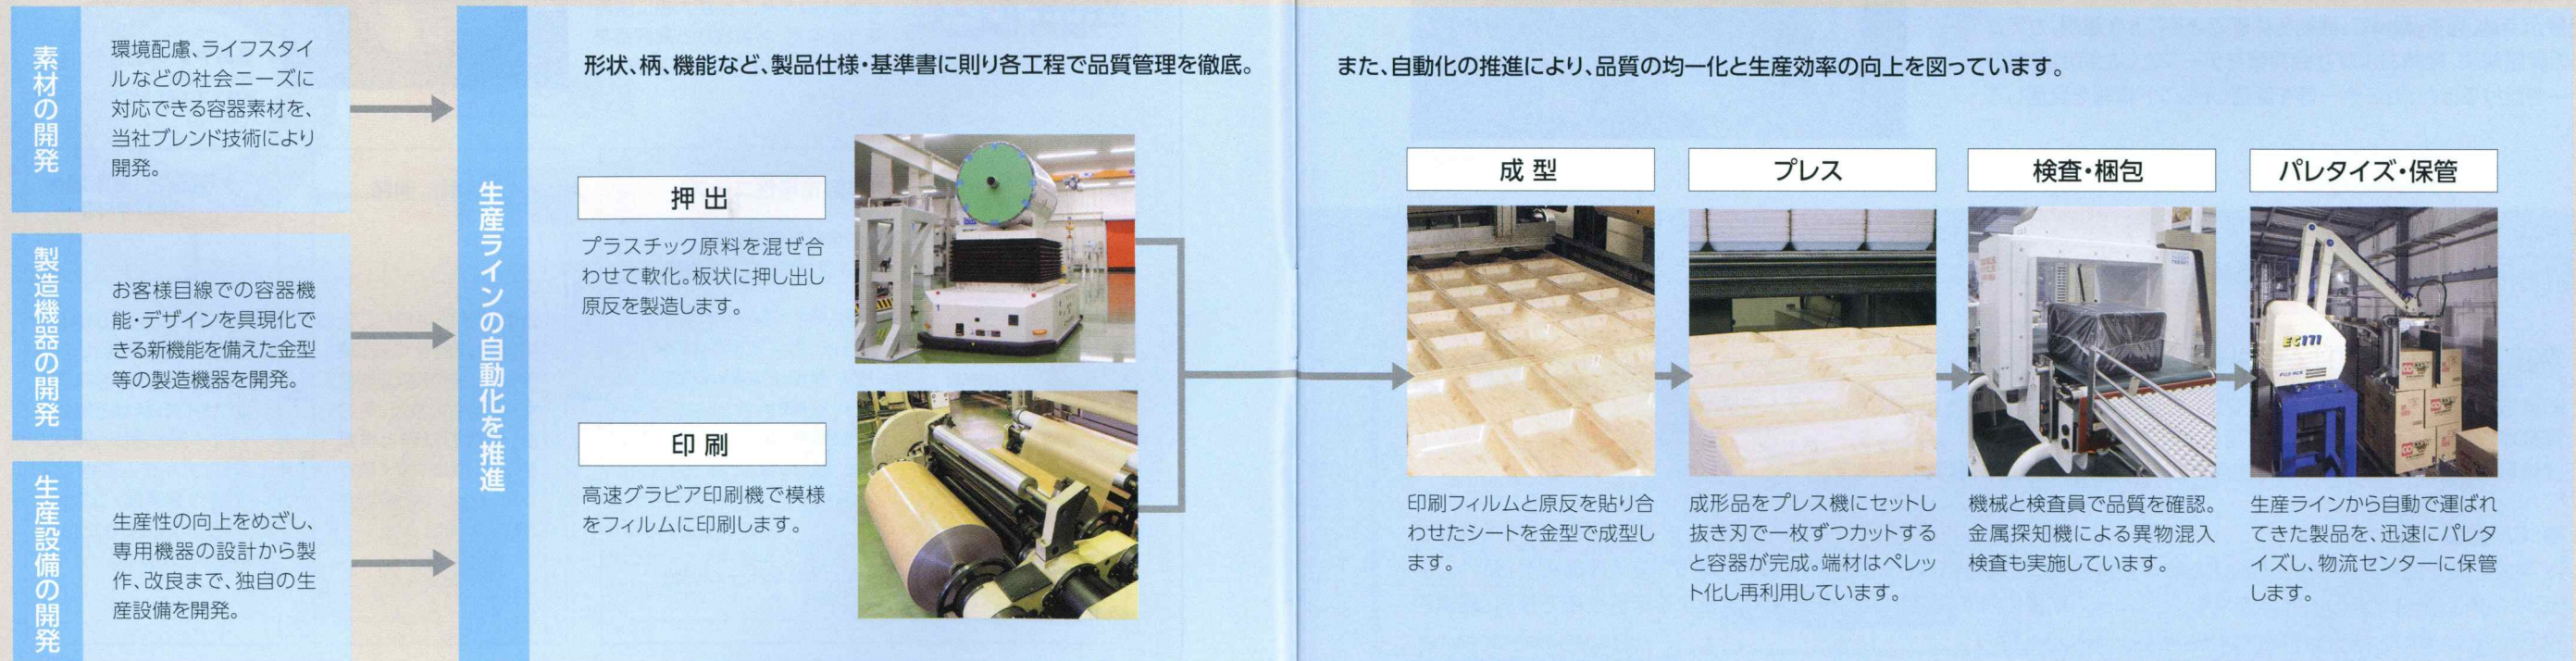 素材の開発
環境配慮、ライフスタイ
ルなどの社会ニーズに
対応できる容器素材を、
当社ブレンド技術により
開発。
製造機器の開発
お客様目線での容器機
能・デザインを具現化で
きる新機能を備えた金型
等の製造機器を開発。
生産設備の開発
生産性の向上をめざし、
専用機器の設計から製
作、改良まで、独自の生
産設備を開発。
生産ラインの自動化を推進
形状、柄、機能など、製品仕様・基準書に則り各工程で品質管理を徹底。
また、自動化の推進により、品質の均一化と生産効率の向上を図っています。
押出
プラスチック原料を混ぜ合
わせて軟化。板状に押し出し
原反を製造します。
印刷
高速グラビア印刷機で模様
をフィルムに印刷します。
成型
印刷フィルムと原反を貼り合
わせたシートを金型で成型し
ます。
プレス
成形品をプレス機にセットし
抜き刃で一枚ずつカットする
と容器が完成。端材はペレッ
ト化し再利用しています。
検査・梱包
機械と検査員で品質を確認。
金属探知機による異物混入
検査も実施しています。
パレタイズ・保管
EC171
生産ラインから自動で運ばれ
てきた製品を、迅速にパレタ
イズし、物流センターに保管
します。